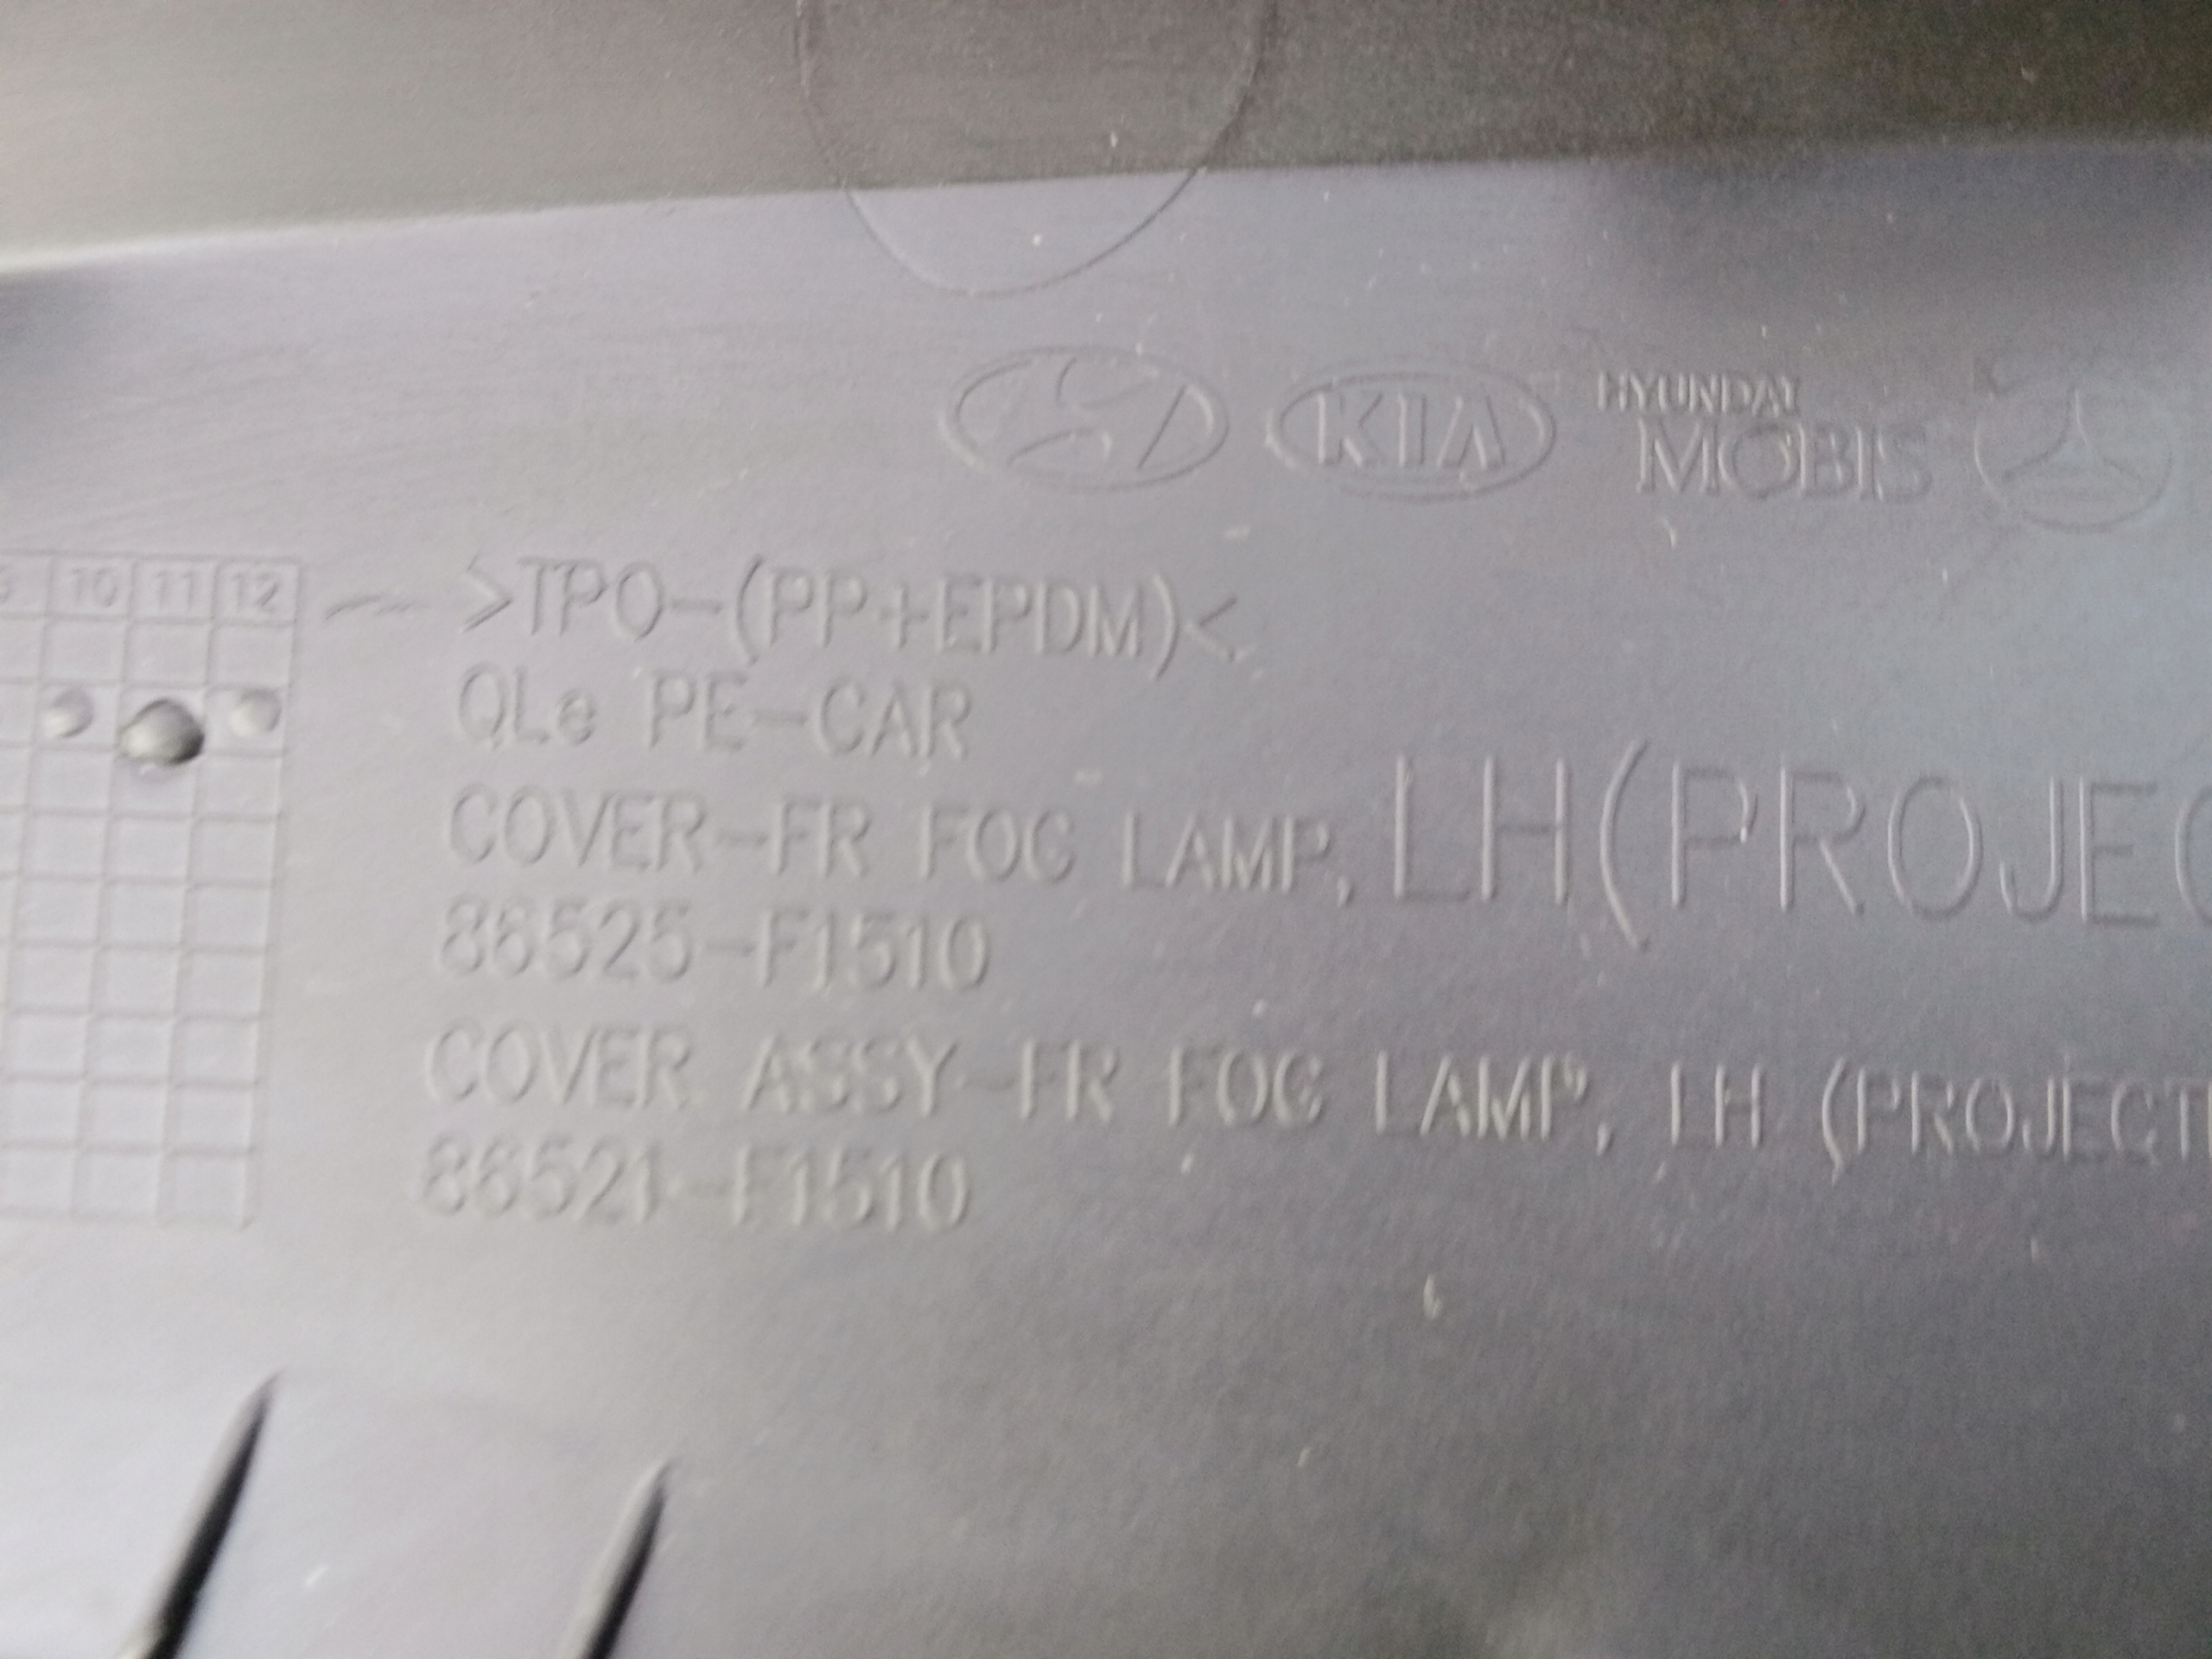 KIA
HYUNDAI
MOBIS
10 11 12
>TPO-(PP+EPDM)<
QLe PE-CAR
COVER-FR FOG LAMP, LH(PROJEC
86525-F1510
COVER ASSY-FR FOG LAMP, LH (PROJECT
86521-F1510